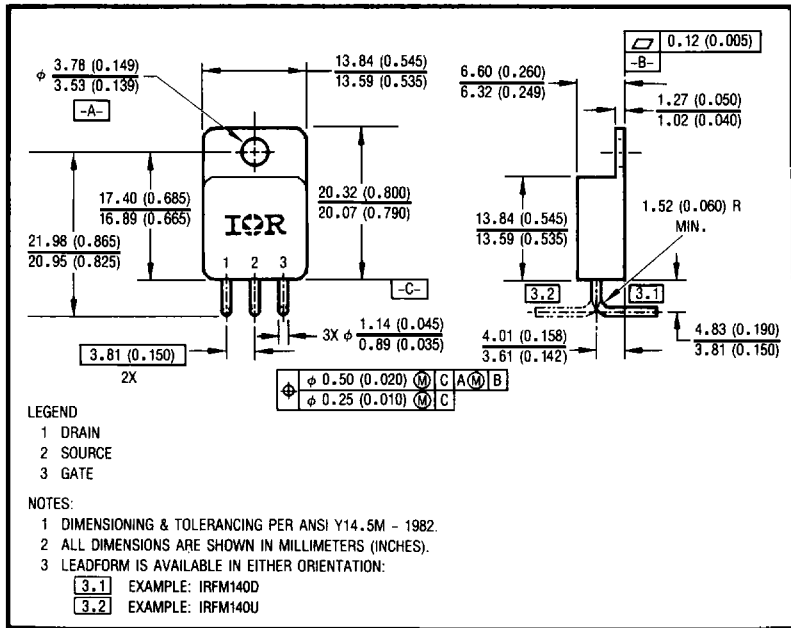 φ 3.78 (0.149)
3.53 (0.139)
-A-
13.84 (0.545)
13.59 (0.535)
17.40 (0.685)
16.89 (0.665)
21.98 (0.865)
20.95 (0.825)
20.32 (0.800)
20.07 (0.790)
IOR
1 2 3
-C-
3.81 (0.150)
2X
3X φ 1.14 (0.045)
0.89 (0.035)
φ 0.50 (0.020) Ⓜ C A Ⓜ B
φ 0.25 (0.010) Ⓜ C
0.12 (0.005)
-B-
6.60 (0.260)
6.32 (0.249)
1.27 (0.050)
1.02 (0.040)
13.84 (0.545)
13.59 (0.535)
1.52 (0.060) R
MIN.
3.2
3.1
4.01 (0.158)
3.61 (0.142)
4.83 (0.190)
3.81 (0.150)
LEGEND
1 DRAIN
2 SOURCE
3 GATE
NOTES:
1 DIMENSIONING & TOLERANCING PER ANSI Y14.5M - 1982.
2 ALL DIMENSIONS ARE SHOWN IN MILLIMETERS (INCHES).
3 LEADFORM IS AVAILABLE IN EITHER ORIENTATION:
3.1 EXAMPLE: IRFM140D
3.2 EXAMPLE: IRFM140U